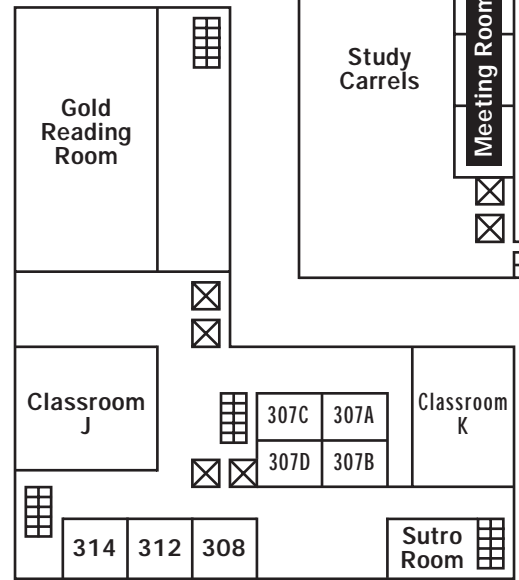 Gold
Reading
Room
Study
Carrels
Meeting Room
Classroom
J
307C
307A
307D
307B
Classroom
K
314
312
308
Sutro
Room